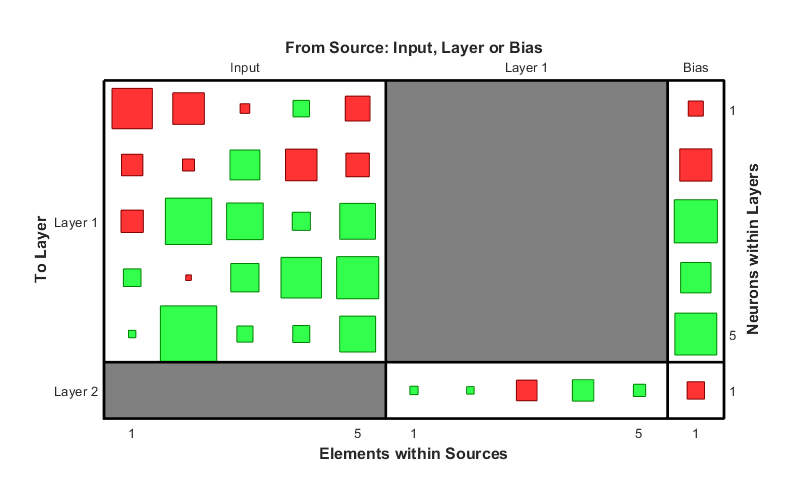 From Source: Input, Layer or Bias
Input Layer 1 Bias
1
To Layer
Layer 1
Neurons within Layers
5
Layer 2
1
1 5 1 5 1
Elements within Sources